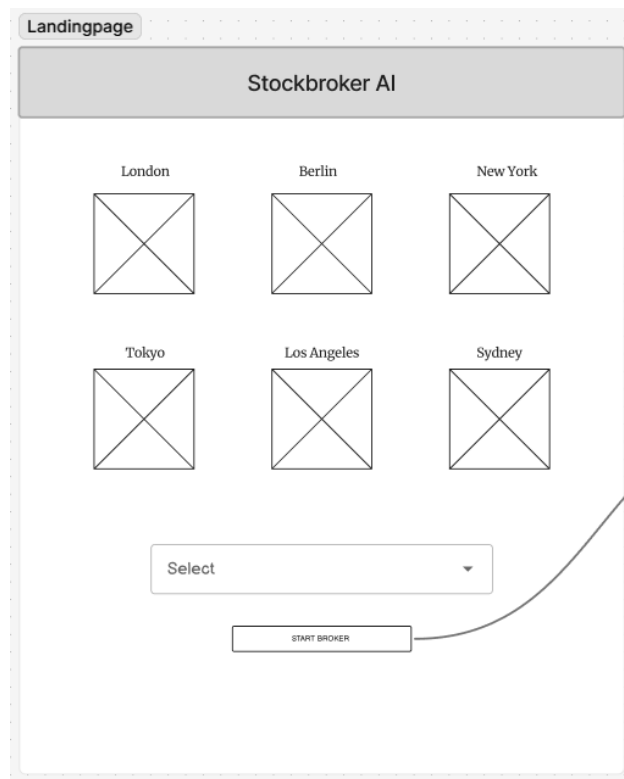 Landingpage
Stockbroker AI
London Berlin New York
Tokyo Los Angeles Sydney
Select
START BROKER